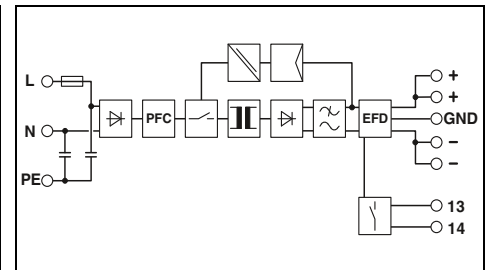 L
N
PE
PFC
EFD
+
+
GND
–
–
13
14